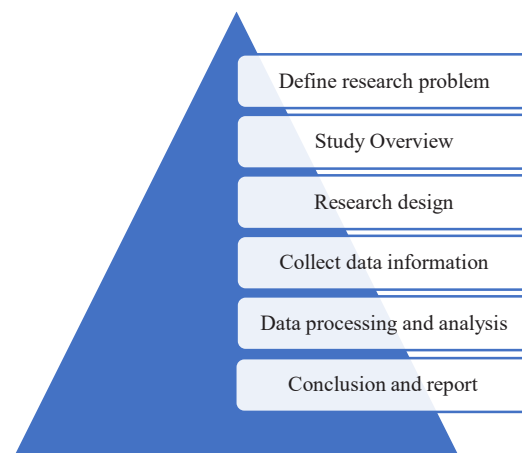 Define research problem
Study Overview
Research design
Collect data information
Data processing and analysis
Conclusion and report